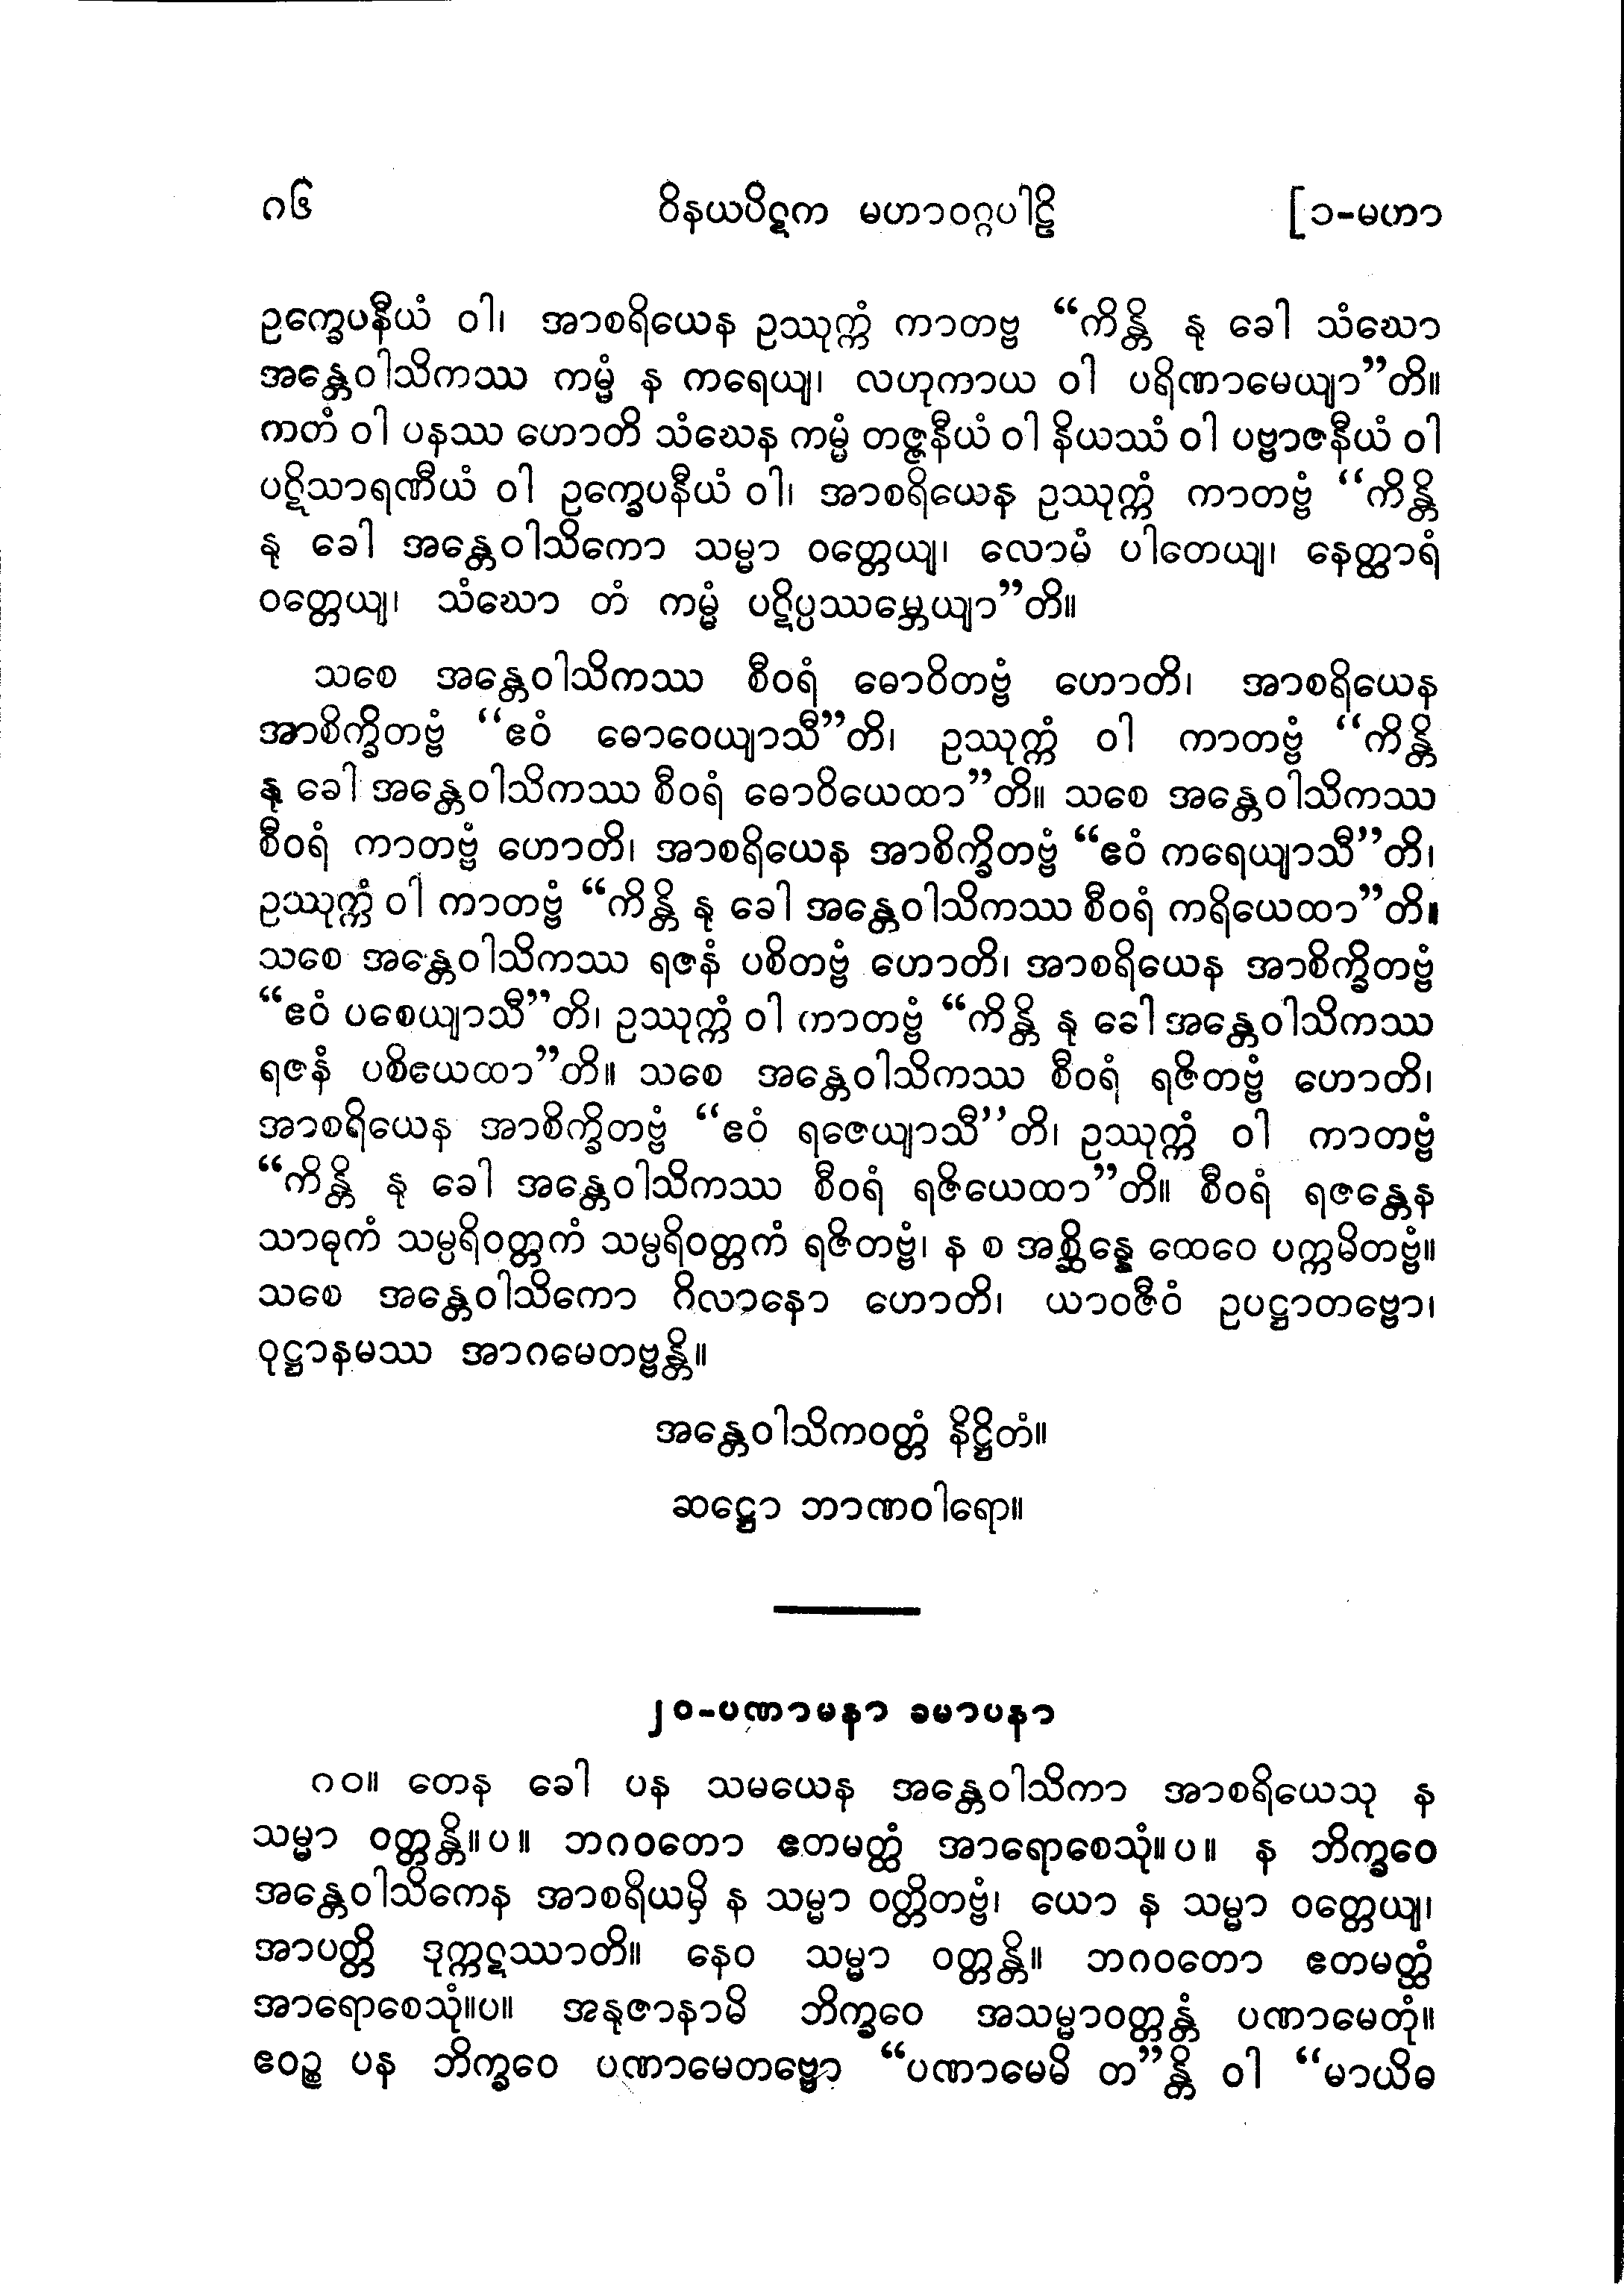 ဂ၆ ဝိနယပိဋက မဟာဝဂ္ဂပါဠိ [၁-မဟာ
ဥက္ခေပနီယံ ဝါ၊ အာစရိယေန ဥဿုက္ကံ ကာတဗ္ဗ “ကိန္တိ နု ခေါ သံဃော
အန္တေဝါသိကဿ ကမ္မံ န ကရေယျ၊ လဟုကာယ ဝါ ပရိဏာမေယျာ”တိ။
ကတံ ဝါ ပနဿ ဟောတိ သံဃေန ကမ္မံ တဇ္ဇနီယံ ဝါ နိယဿံ ဝါ ပဗ္ဗာဇနီယံ ဝါ
ပဋိသာရဏီယံ ဝါ ဥက္ခေပနီယံ ဝါ၊ အာစရိယေန ဥဿုက္ကံ ကာတဗ္ဗံ “ကိန္တိ
နု ခေါ အန္တေဝါသိကော သမ္မာ ဝတ္တေယျ၊ လောမံ ပါတေယျ၊ နေတ္ထာရံ
ဝတ္တေယျ၊ သံဃော တံ ကမ္မံ ပဋိပ္ပဿမ္ဘေယျာ”တိ။
သစေ အန္တေဝါသိကဿ စီဝရံ ဓောဝိတဗ္ဗံ ဟောတိ၊ အာစရိယေန
အာစိက္ခိတဗ္ဗံ “ဧဝံ ဓောဝေယျာသီ”တိ၊ ဥဿုက္ကံ ဝါ ကာတဗ္ဗံ “ကိန္တိ
နု ခေါ အန္တေဝါသိကဿ စီဝရံ ဓောဝိယေထာ”တိ။ သစေ အန္တေဝါသိကဿ
စီဝရံ ကာတဗ္ဗံ ဟောတိ၊ အာစရိယေန အာစိက္ခိတဗ္ဗံ “ဧဝံ ကရေယျာသီ”တိ၊
ဥဿုက္ကံ ဝါ ကာတဗ္ဗံ “ကိန္တိ နု ခေါ အန္တေဝါသိကဿ စီဝရံ ကရိယေထာ”တိ။
သစေ အန္တေဝါသိကဿ ရဇနံ ပစိတဗ္ဗံ ဟောတိ၊ အာစရိယေန အာစိက္ခိတဗ္ဗံ
“ဧဝံ ပစေယျာသီ”တိ၊ ဥဿုက္ကံ ဝါ ကာတဗ္ဗံ “ကိန္တိ နု ခေါ အန္တေဝါသိကဿ
ရဇနံ ပစိယေထာ”တိ။ သစေ အန္တေဝါသိကဿ စီဝရံ ရဇိတဗ္ဗံ ဟောတိ၊
အာစရိယေန အာစိက္ခိတဗ္ဗံ “ဧဝံ ရဇေယျာသီ”တိ၊ ဥဿုက္ကံ ဝါ ကာတဗ္ဗံ
“ကိန္တိ နု ခေါ အန္တေဝါသိကဿ စီဝရံ ရဇိယေထာ”တိ။ စီဝရံ ရဇန္တေန
သာဓုကံ သမ္ပရိဝတ္တကံ သမ္ပရိဝတ္တကံ ရဇိတဗ္ဗံ၊ န စ အစ္ဆိန္နေ ထေဝေ ပက္ကမိတဗ္ဗံ။
သစေ အန္တေဝါသိကော ဂိလာနော ဟောတိ၊ ယာဝဇီဝံ ဥပဋ္ဌာတဗ္ဗော၊
ဝုဋ္ဌာနမဿ အာဂမေတဗ္ဗန္တိ။
အန္တေဝါသိကဝတ္တံ နိဋ္ဌိတံ။
ဆဋ္ဌော ဘာဏဝါရော။
၂၀-ပဏာမနာ ခမာပနာ
ဂ၀။ တေန ခေါ ပန သမယေန အန္တေဝါသိကာ အာစရိယေသု န
သမ္မာ ဝတ္တန္တိ။ပ။ ဘဂဝတော ဧတမတ္ထံ အာရောစေသုံ။ပ။ န ဘိက္ခဝေ
အန္တေဝါသိကေန အာစရိယမှိ န သမ္မာ ဝတ္တိတဗ္ဗံ၊ ယော န သမ္မာ ဝတ္တေယျ၊
အာပတ္တိ ဒုက္ကဋဿာတိ။ နေဝ သမ္မာ ဝတ္တန္တိ။ ဘဂဝတော ဧတမတ္ထံ
အာရောစေသုံ။ပ။ အနုဇာနာမိ ဘိက္ခဝေ အသမ္မာဝတ္တန္တံ ပဏာမေတုံ။
ဧဝဉ္စ ပန ဘိက္ခဝေ ပဏာမေတဗ္ဗော “ပဏာမေမိ တ”န္တိ ဝါ “မာယိဓ